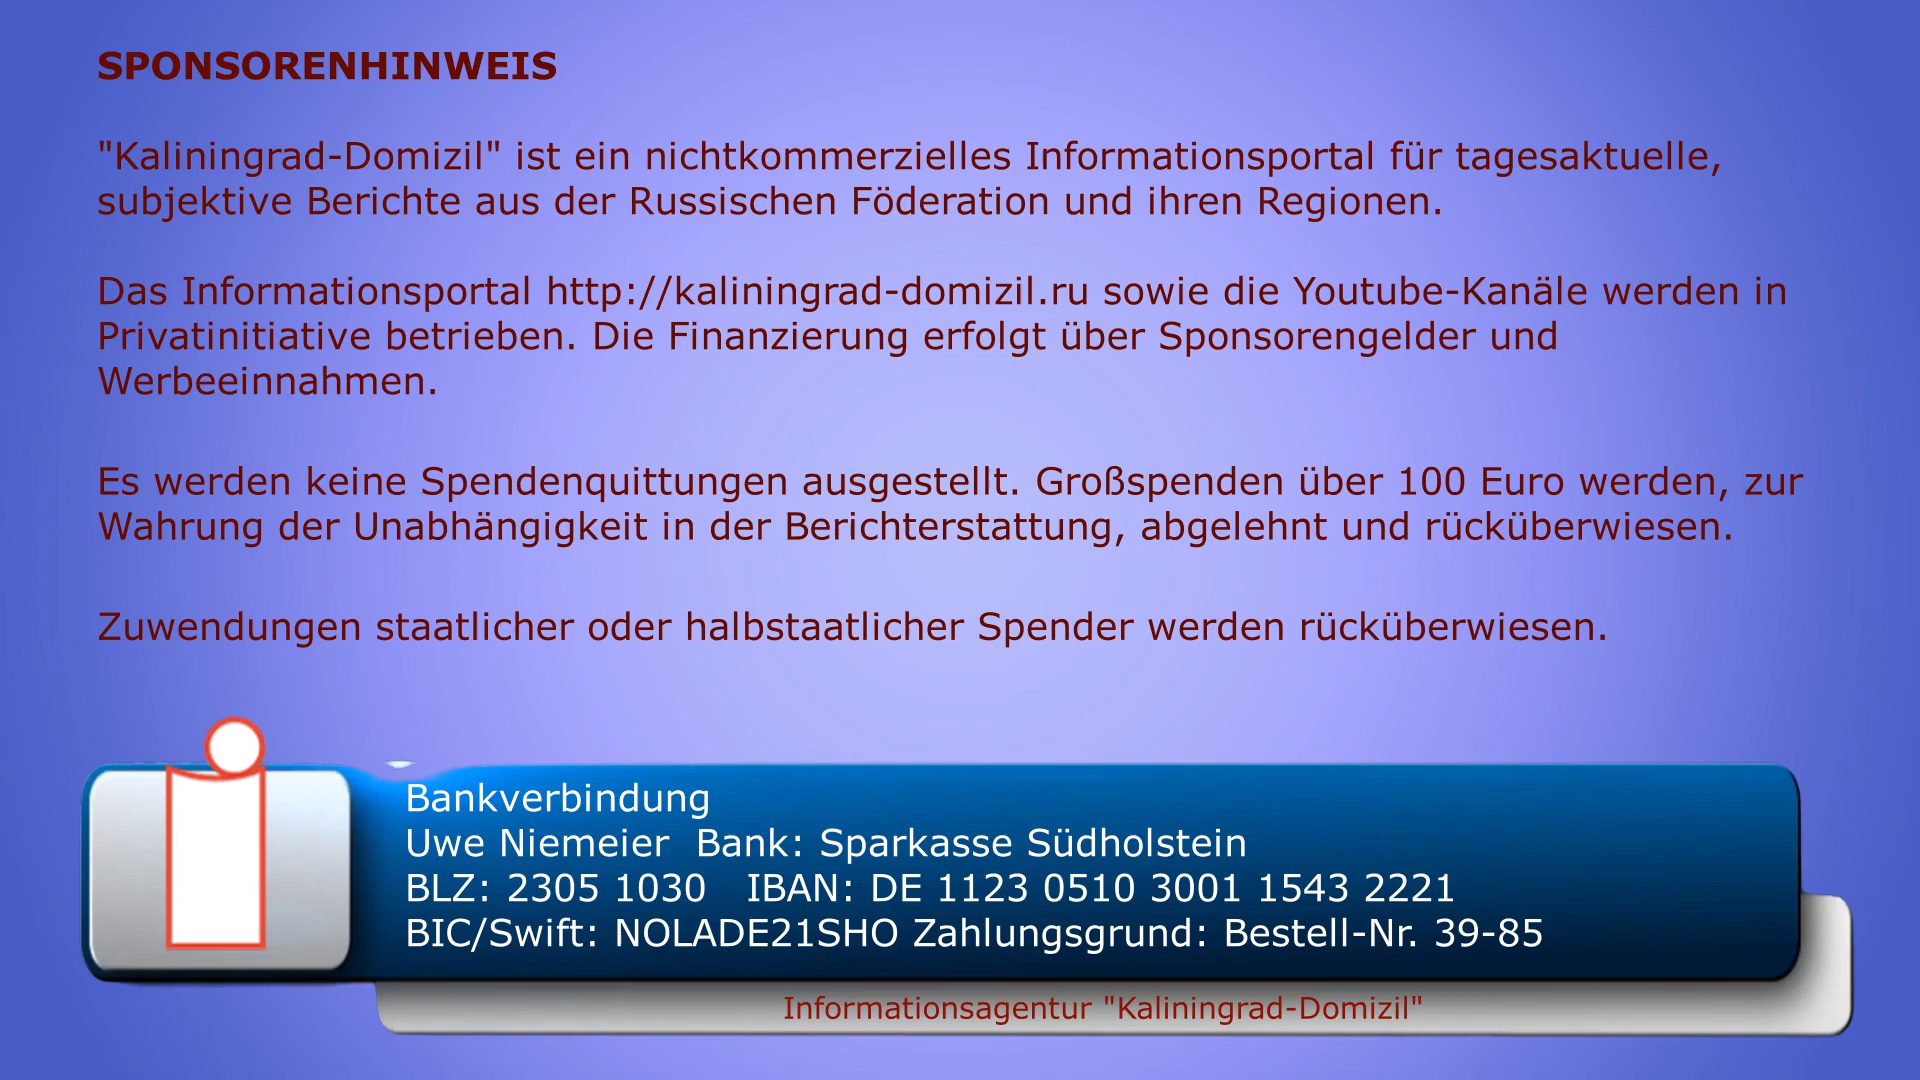 SPONSORENHINWEIS
"Kaliningrad-Domizil" ist ein nichtkommerzielles Informationsportal für tagesaktuelle,
subjektive Berichte aus der Russischen Föderation und ihren Regionen.
Das Informationsportal http://kaliningrad-domizil.ru sowie die Youtube-Kanäle werden in
Privatinitiative betrieben. Die Finanzierung erfolgt über Sponsorengelder und
Werbeeinnahmen.
Es werden keine Spendenquittungen ausgestellt. Großspenden über 100 Euro werden, zur
Wahrung der Unabhängigkeit in der Berichterstattung, abgelehnt und rücküberwiesen.
Zuwendungen staatlicher oder halbstaatlicher Spender werden rücküberwiesen.
Bankverbindung
Uwe Niemeier Bank: Sparkasse Südholstein
BLZ: 2305 1030 IBAN: DE 1123 0510 3001 1543 2221
BIC/Swift: NOLADE21SHO Zahlungsgrund: Bestell-Nr. 39-85
Informationsagentur "Kaliningrad-Domizil"